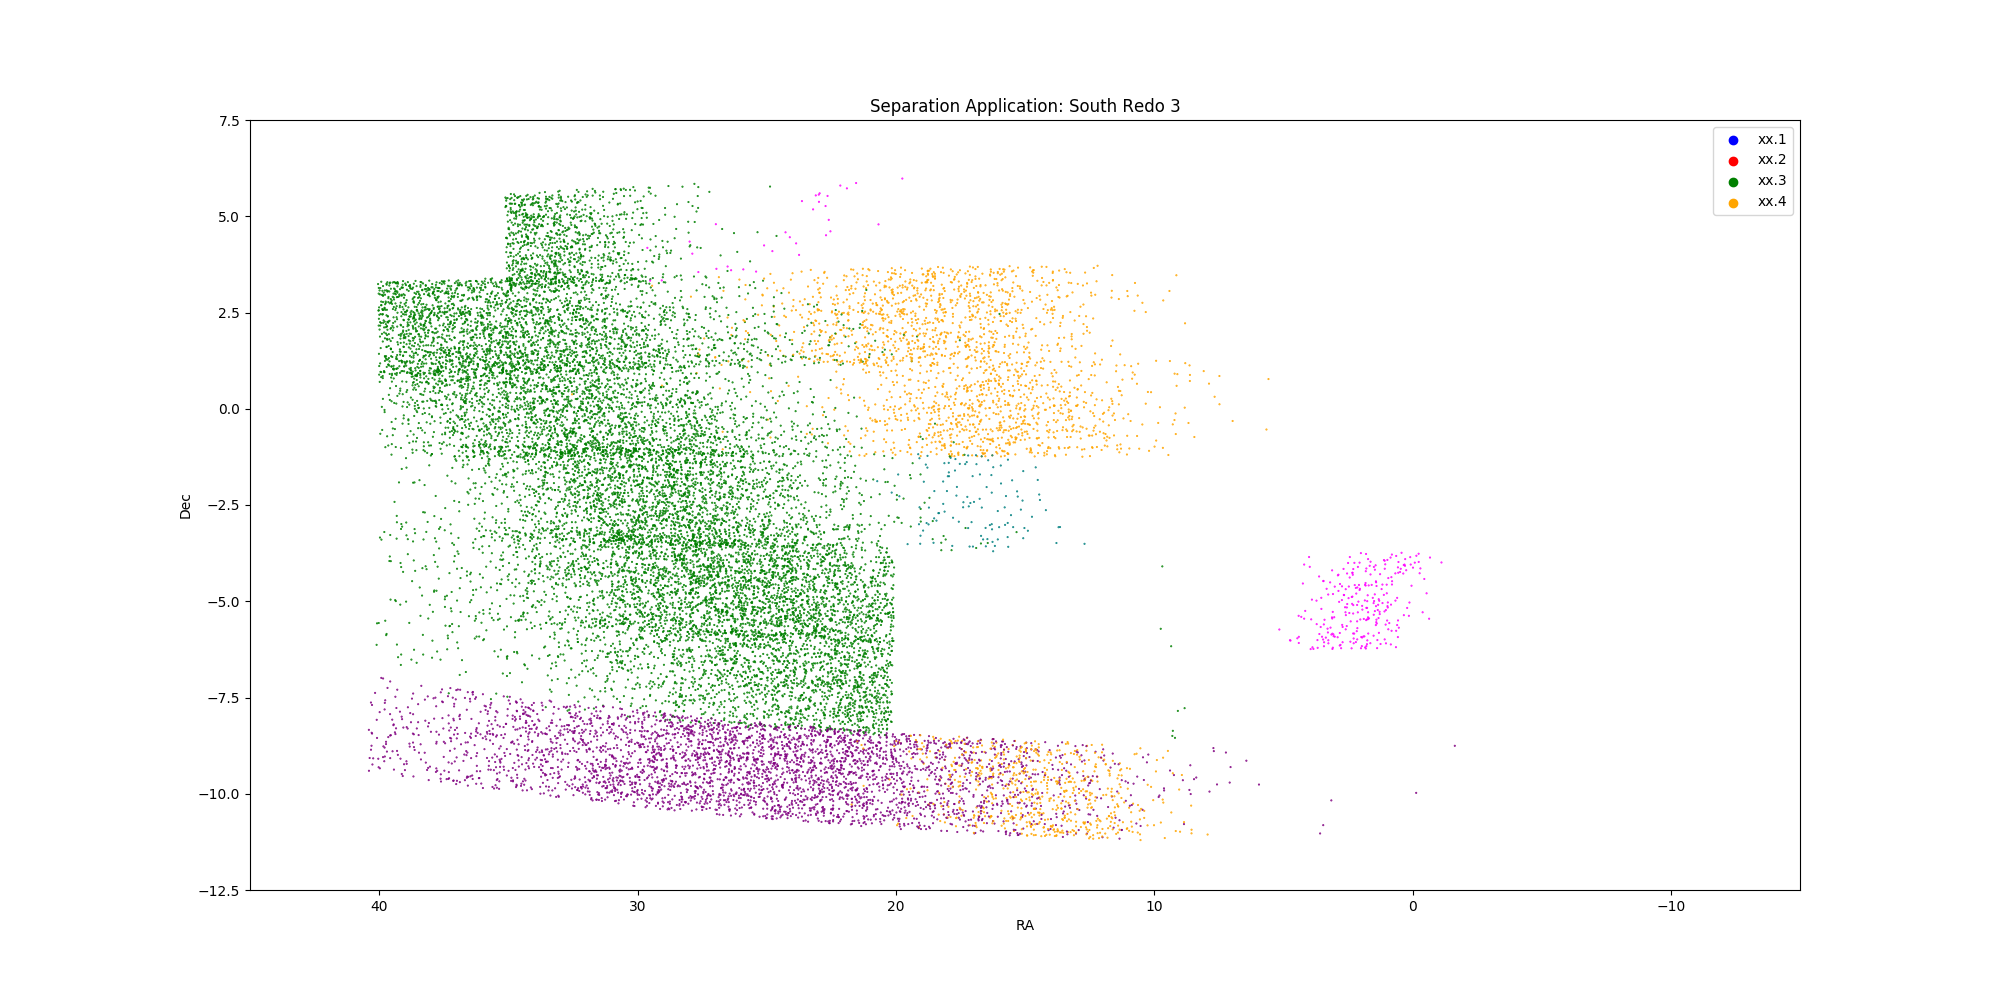 Separation Application: South Redo 3
7.5
5.0
2.5
0.0
−2.5
−5.0
−7.5
−10.0
−12.5
Dec
40
30
20
10
0
−10
RA
xx.1
xx.2
xx.3
xx.4